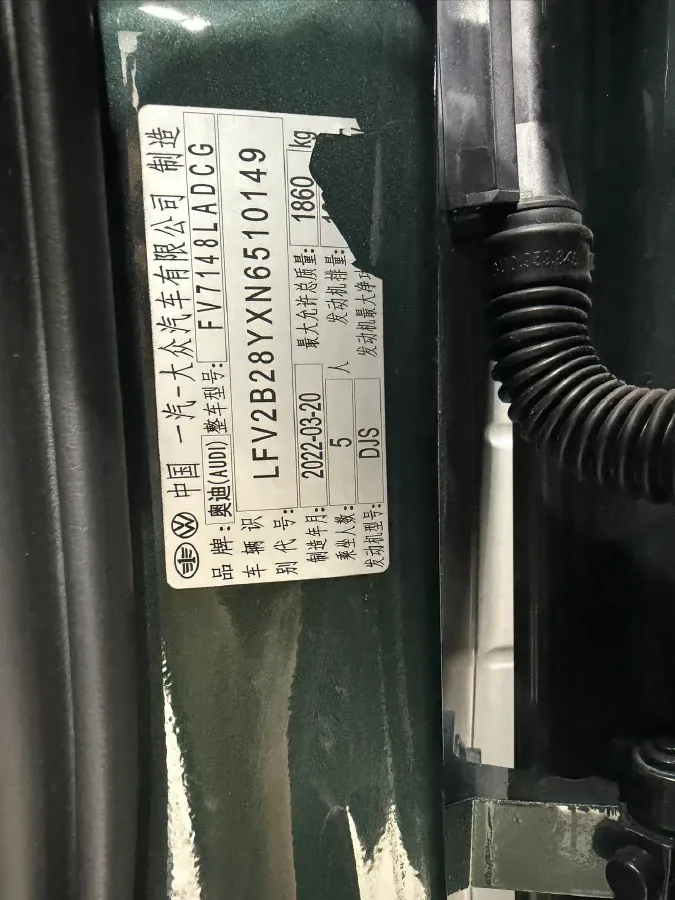 中国 一汽-大众汽车有限公司 制造
品牌: 奥迪(AUDI) 整车型号: FV7148LADCG
车辆识别代号: LFV2B28YXN6510149
制造年月: 2022-03-20 最大允许总质量: 1860 kg
乘坐人数: 5 人 发动机排量:
发动机型号: DJS 发动机最大净功